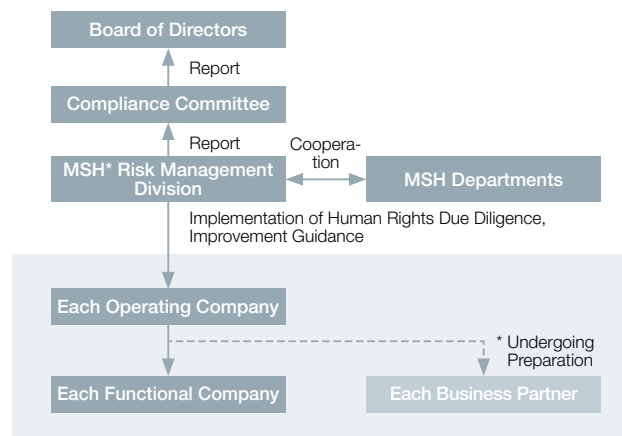 Board of Directors
Report
Compliance Committee
Report
Coopera-
tion
MSH* Risk Management
Division
MSH Departments
Implementation of Human Rights Due Diligence,
Improvement Guidance
Each Operating Company
* Undergoing
Preparation
Each Functional Company
Each Business Partner